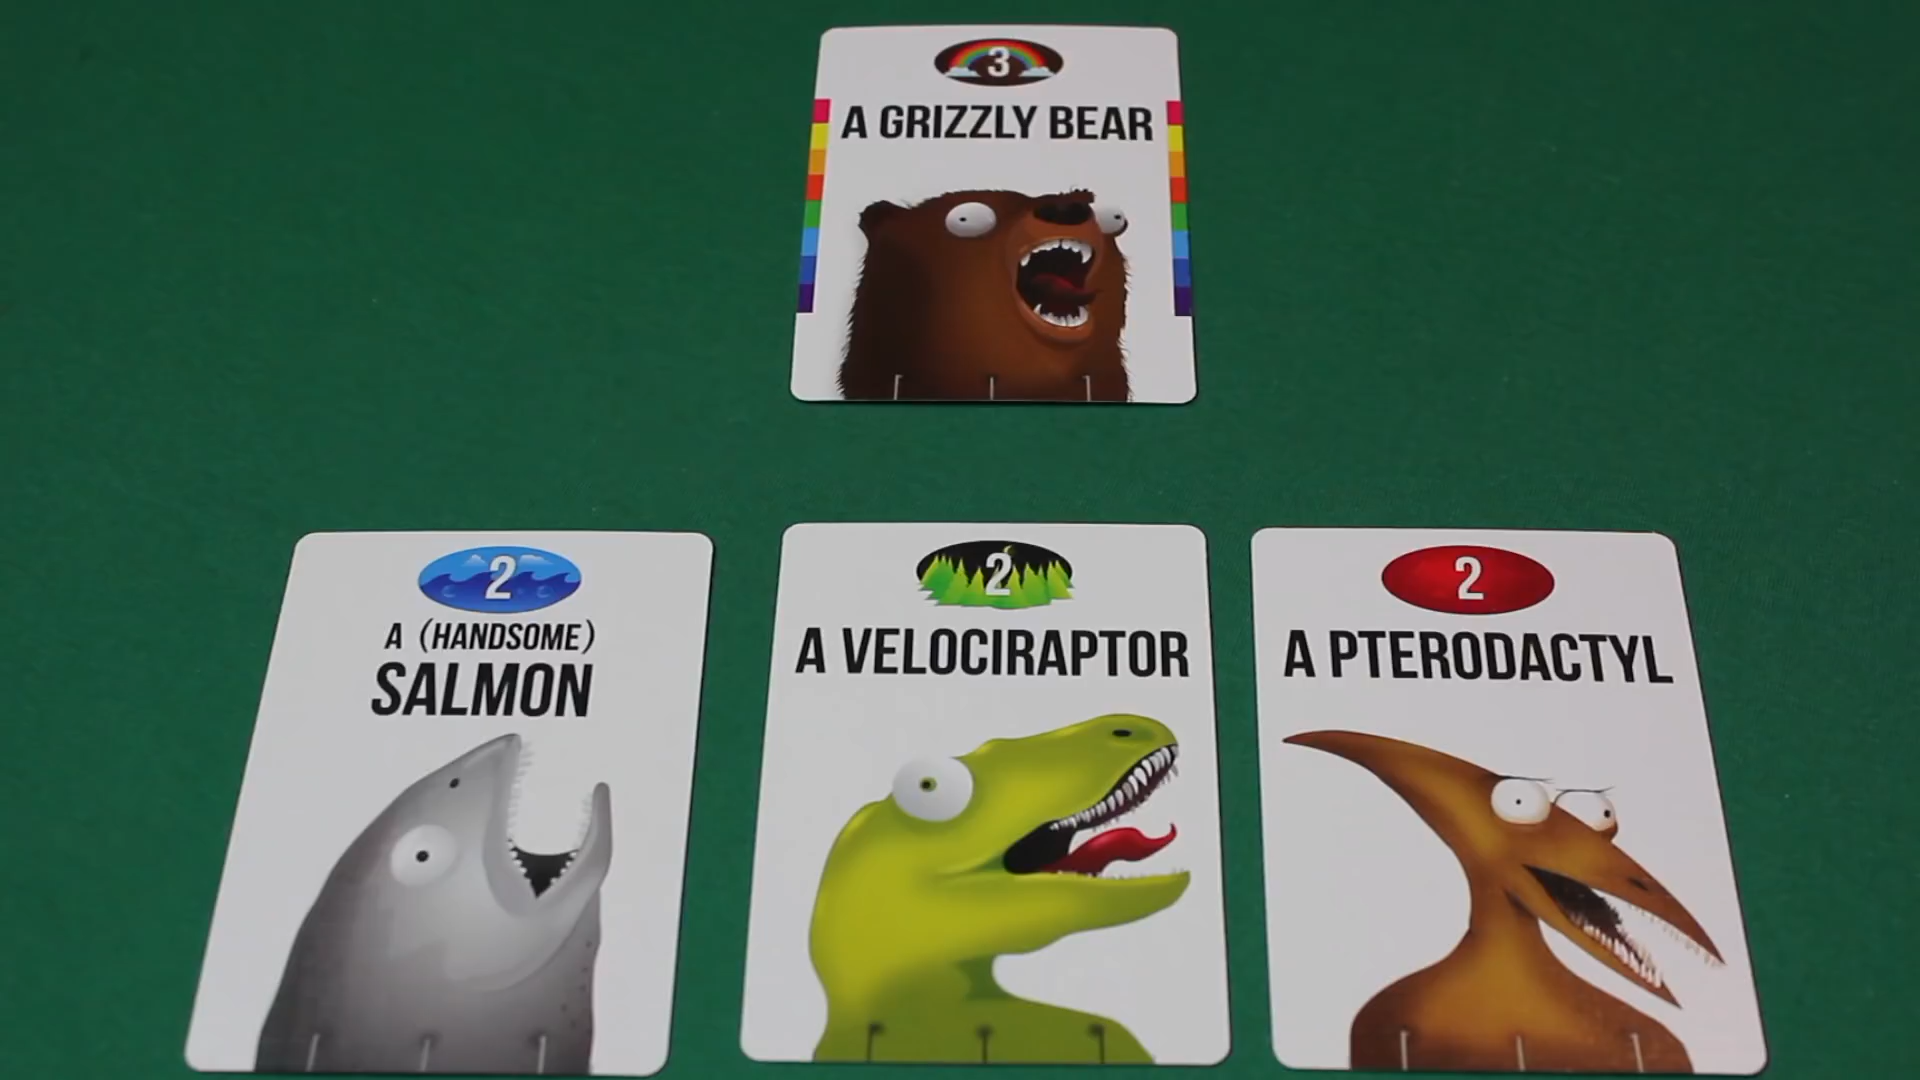 3
A GRIZZLY BEAR
2
A (HANDSOME)
SALMON
2
A VELOCIRAPTOR
2
A PTERODACTYL